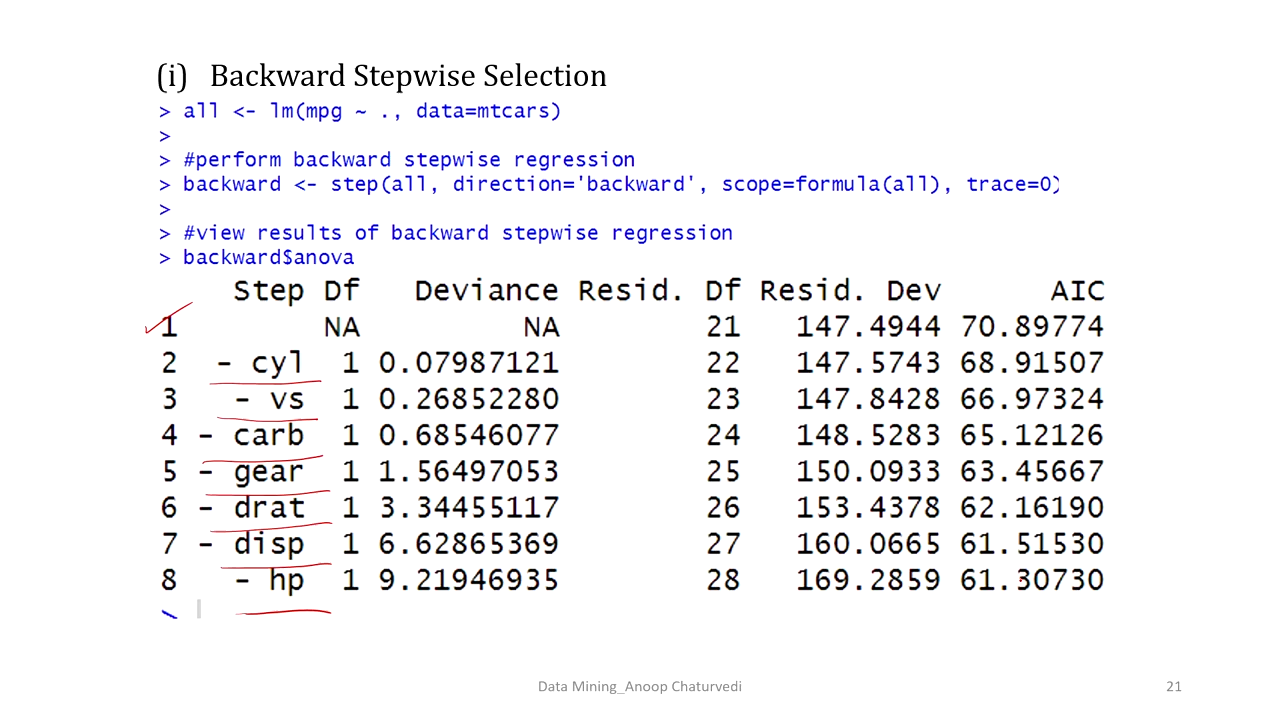 (i) Backward Stepwise Selection
> all <- lm(mpg ~ ., data=mtcars)
>
> #perform backward stepwise regression
> backward <- step(all, direction='backward', scope=formula(all), trace=0)
>
> #view results of backward stepwise regression
> backward$anova
Step Df Deviance Resid. Df Resid. Dev AIC
1 NA NA 21 147.4944 70.89774
2 - cyl 1 0.07987121 22 147.5743 68.91507
3 - vs 1 0.26852280 23 147.8428 66.97324
4 - carb 1 0.68546077 24 148.5283 65.12126
5 - gear 1 1.56497053 25 150.0933 63.45667
6 - drat 1 3.34455117 26 153.4378 62.16190
7 - disp 1 6.62865369 27 160.0665 61.51530
8 - hp 1 9.21946935 28 169.2859 61.30730
Data Mining_Anoop Chaturvedi
21